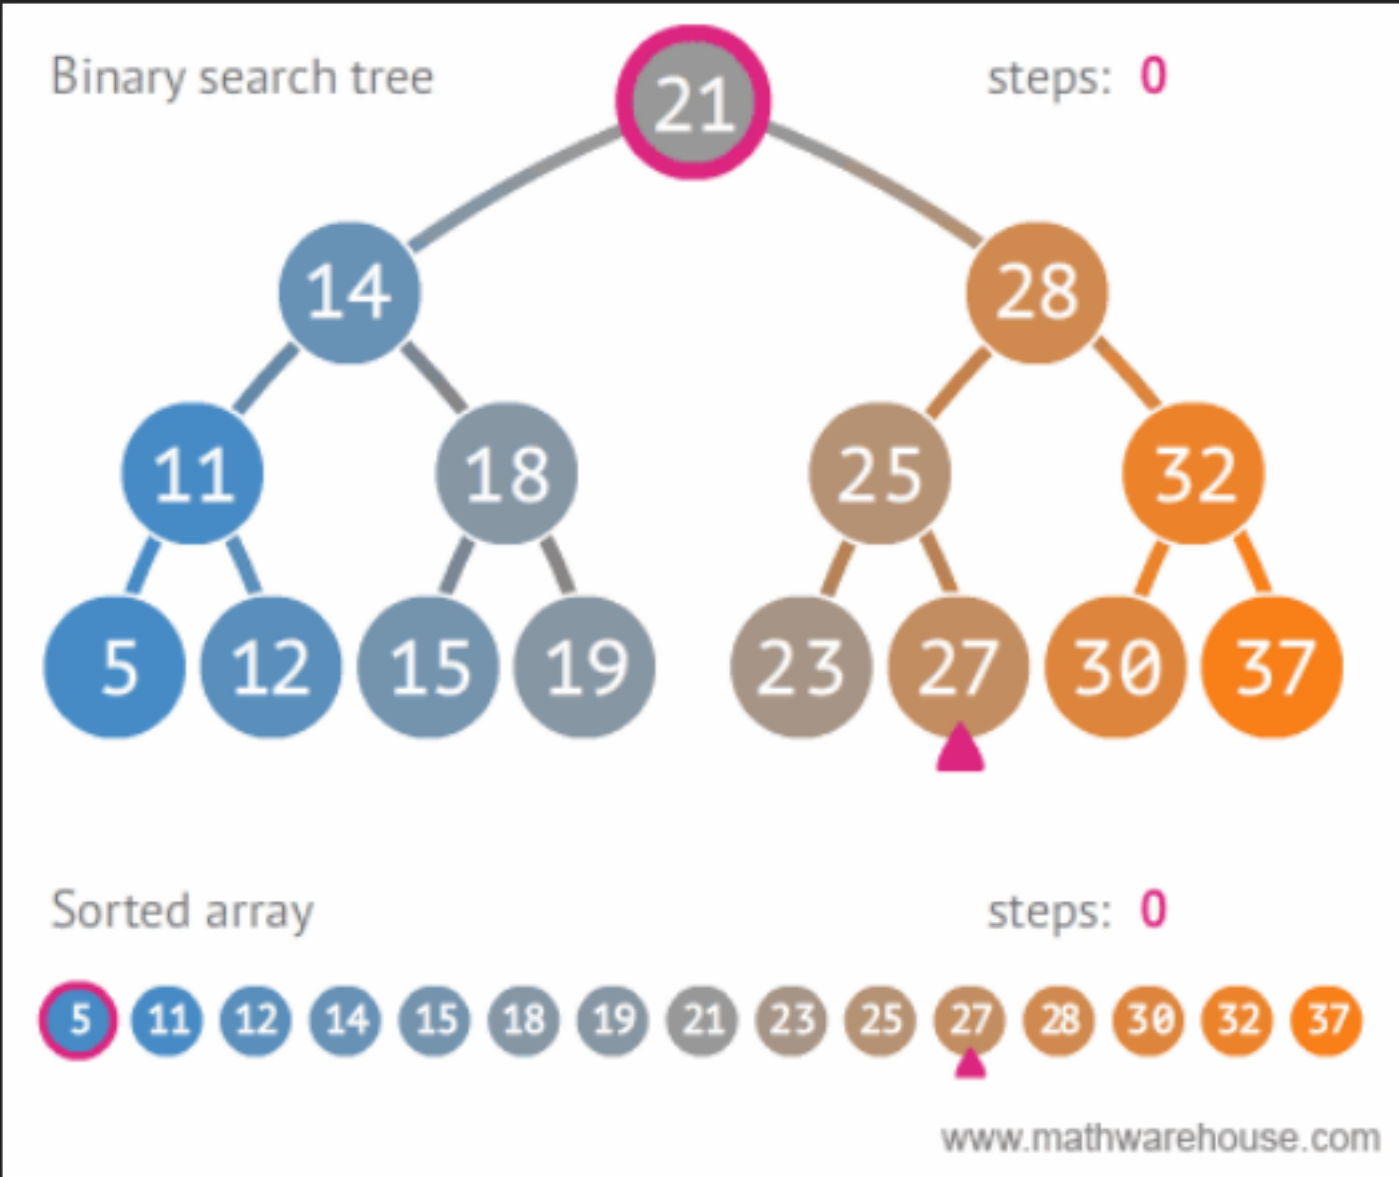 Binary search tree
steps: 0
21
14 28
11 18 25 32
5 12 15 19 23 27 30 37
Sorted array
steps: 0
5 11 12 14 15 18 19 21 23 25 27 28 30 32 37
www.mathwarehouse.com